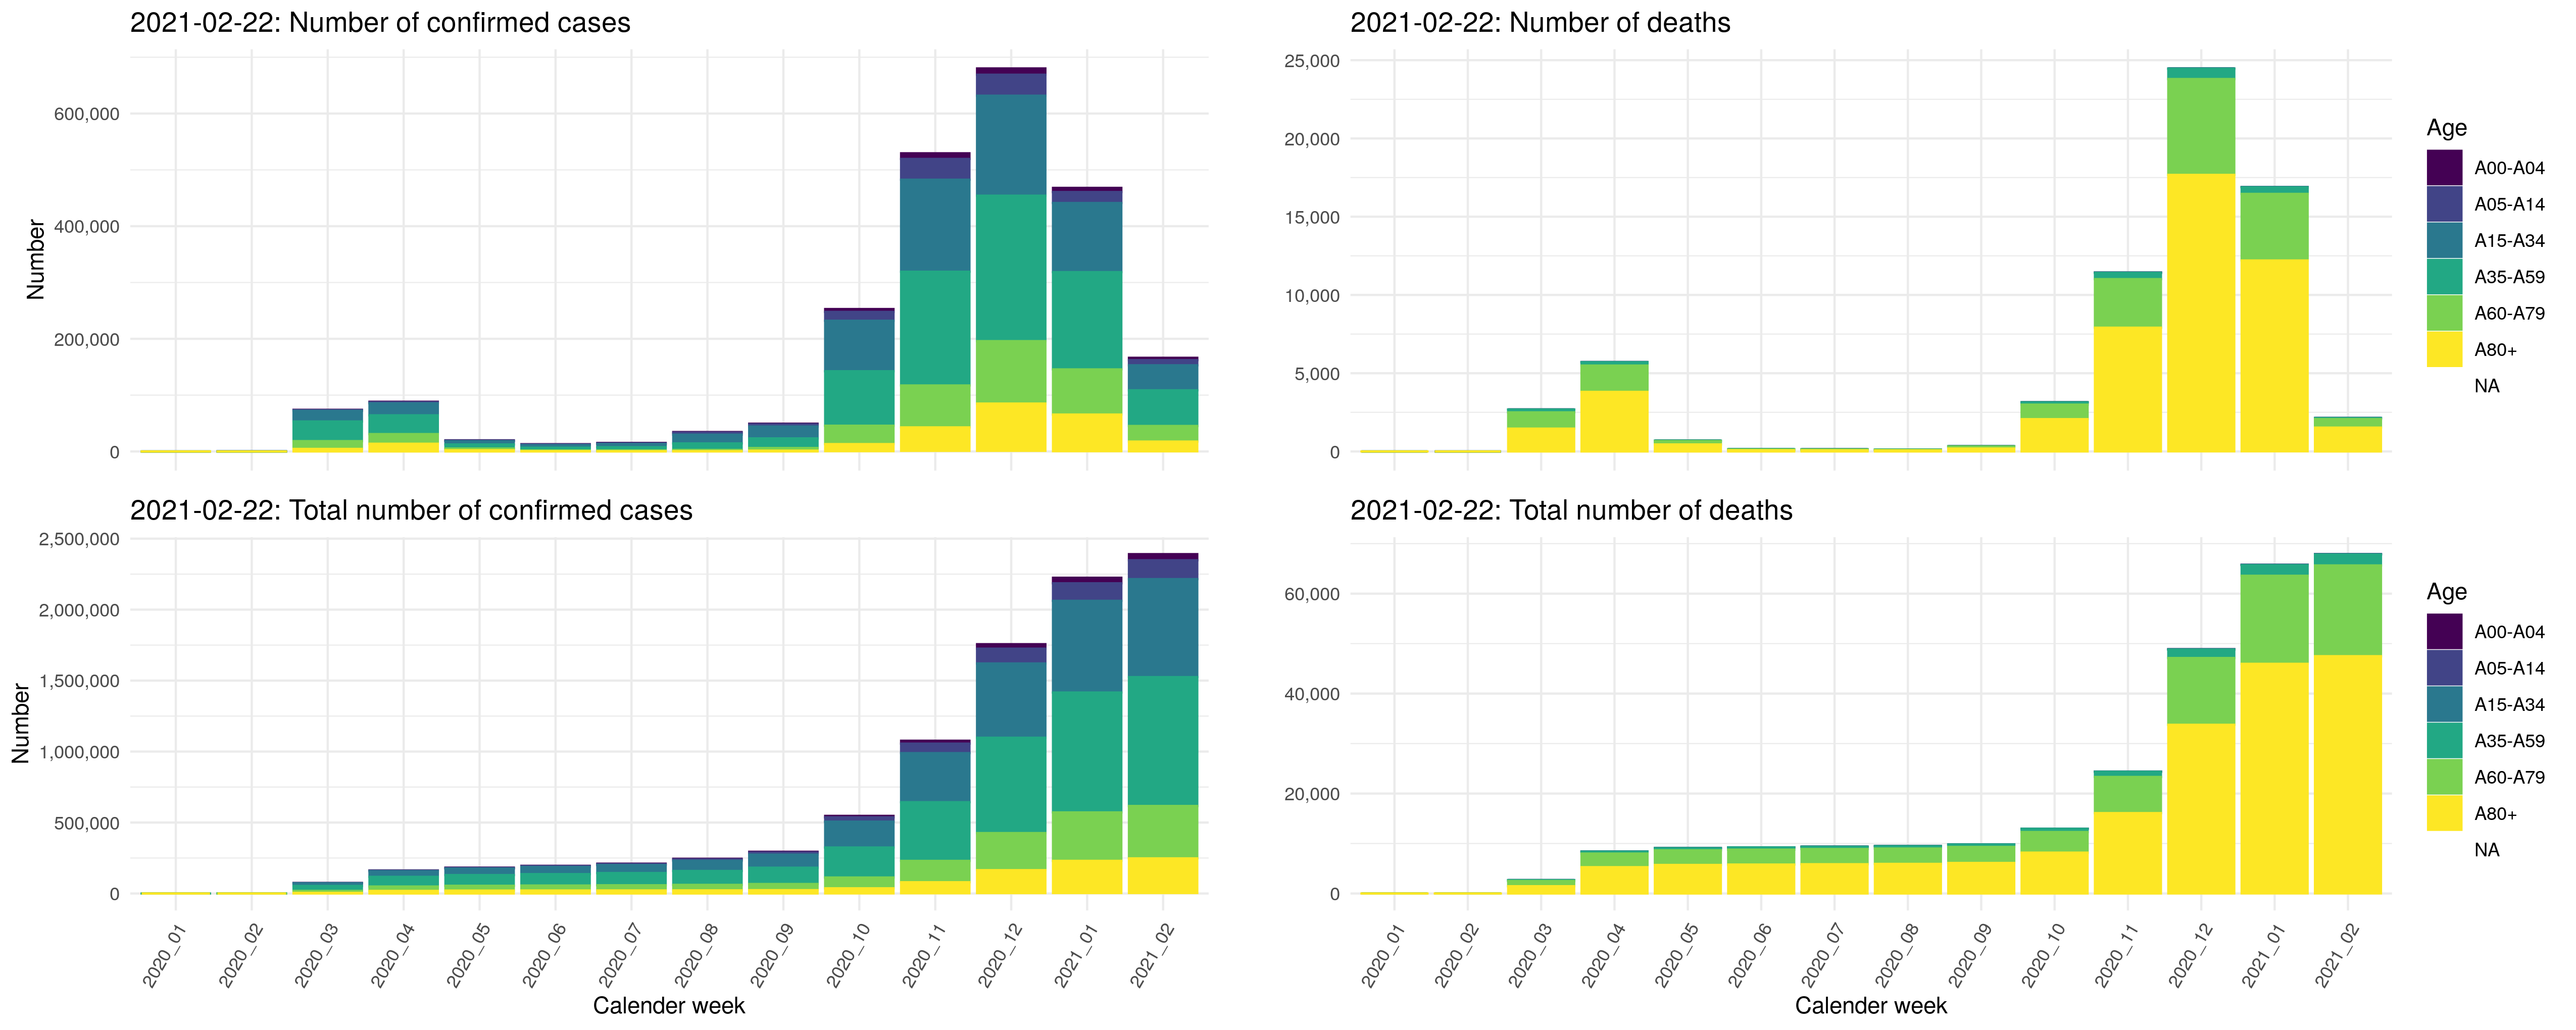 2021-02-22: Number of confirmed cases
Number
600,000
400,000
200,000
0
2021-02-22: Number of deaths
25,000
20,000
15,000
10,000
5,000
0
Age
A00-A04
A05-A14
A15-A34
A35-A59
A60-A79
A80+
NA
2021-02-22: Total number of confirmed cases
Number
2,500,000
2,000,000
1,500,000
1,000,000
500,000
0
2020_01
2020_02
2020_03
2020_04
2020_05
2020_06
2020_07
2020_08
2020_09
2020_10
2020_11
2020_12
2021_01
2021_02
Calender week
2021-02-22: Total number of deaths
60,000
40,000
20,000
0
2020_01
2020_02
2020_03
2020_04
2020_05
2020_06
2020_07
2020_08
2020_09
2020_10
2020_11
2020_12
2021_01
2021_02
Calender week
Age
A00-A04
A05-A14
A15-A34
A35-A59
A60-A79
A80+
NA